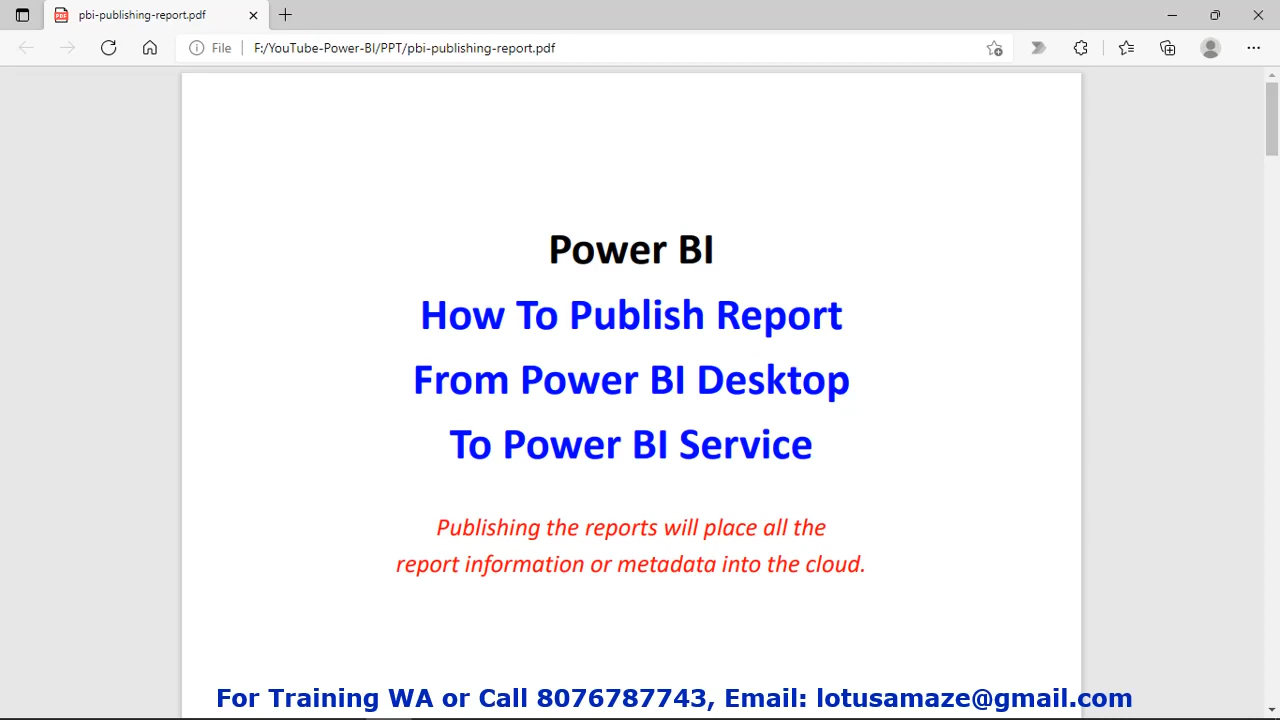 pbi-publishing-report.pdf
File
F:/YouTube-Power-BI/PPT/pbi-publishing-report.pdf
Power BI
How To Publish Report
From Power BI Desktop
To Power BI Service
Publishing the reports will place all the
report information or metadata into the cloud.
For Training WA or Call 8076787743, Email: lotusamaze@gmail.com